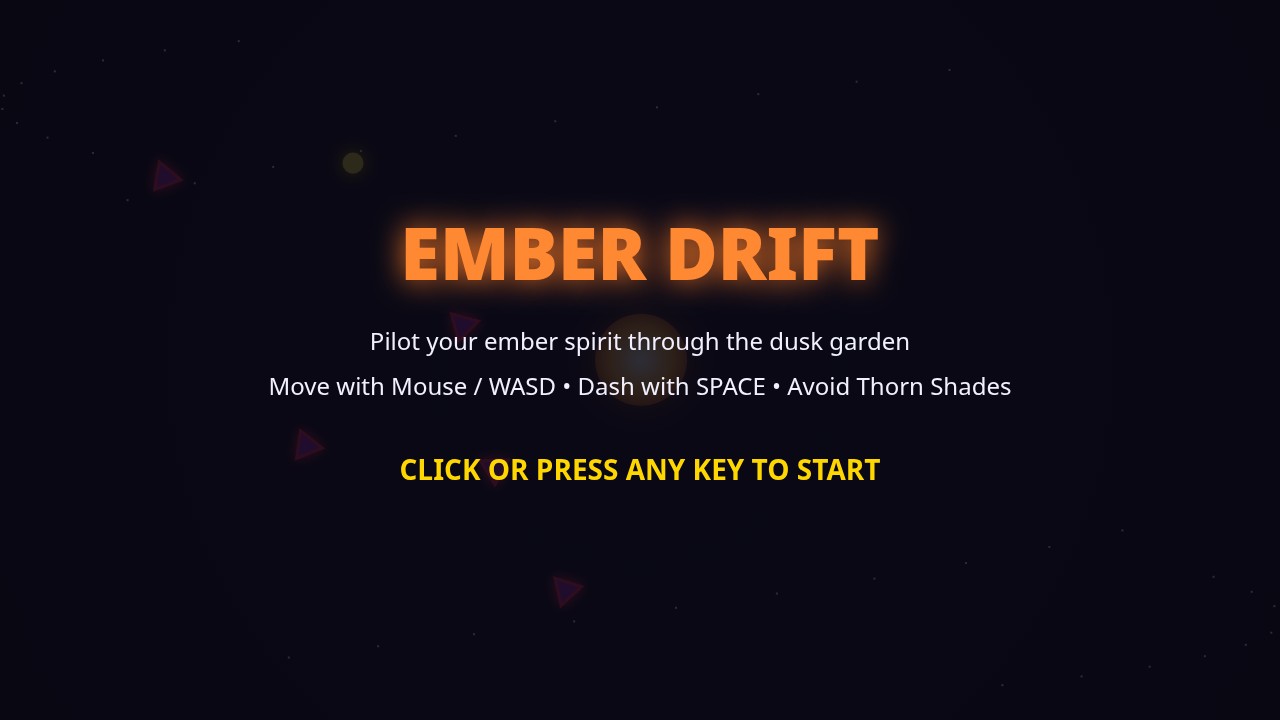 EMBER DRIFT
Pilot your ember spirit through the dusk garden
Move with Mouse / WASD • Dash with SPACE • Avoid Thorn Shades
CLICK OR PRESS ANY KEY TO START